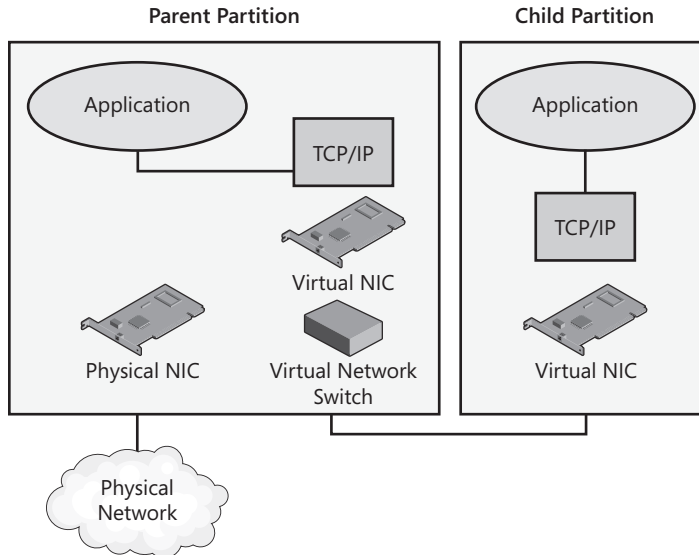 Parent Partition
Child Partition
Application
TCP/IP
Virtual NIC
Physical NIC
Virtual Network
Switch
Application
TCP/IP
Virtual NIC
Physical
Network